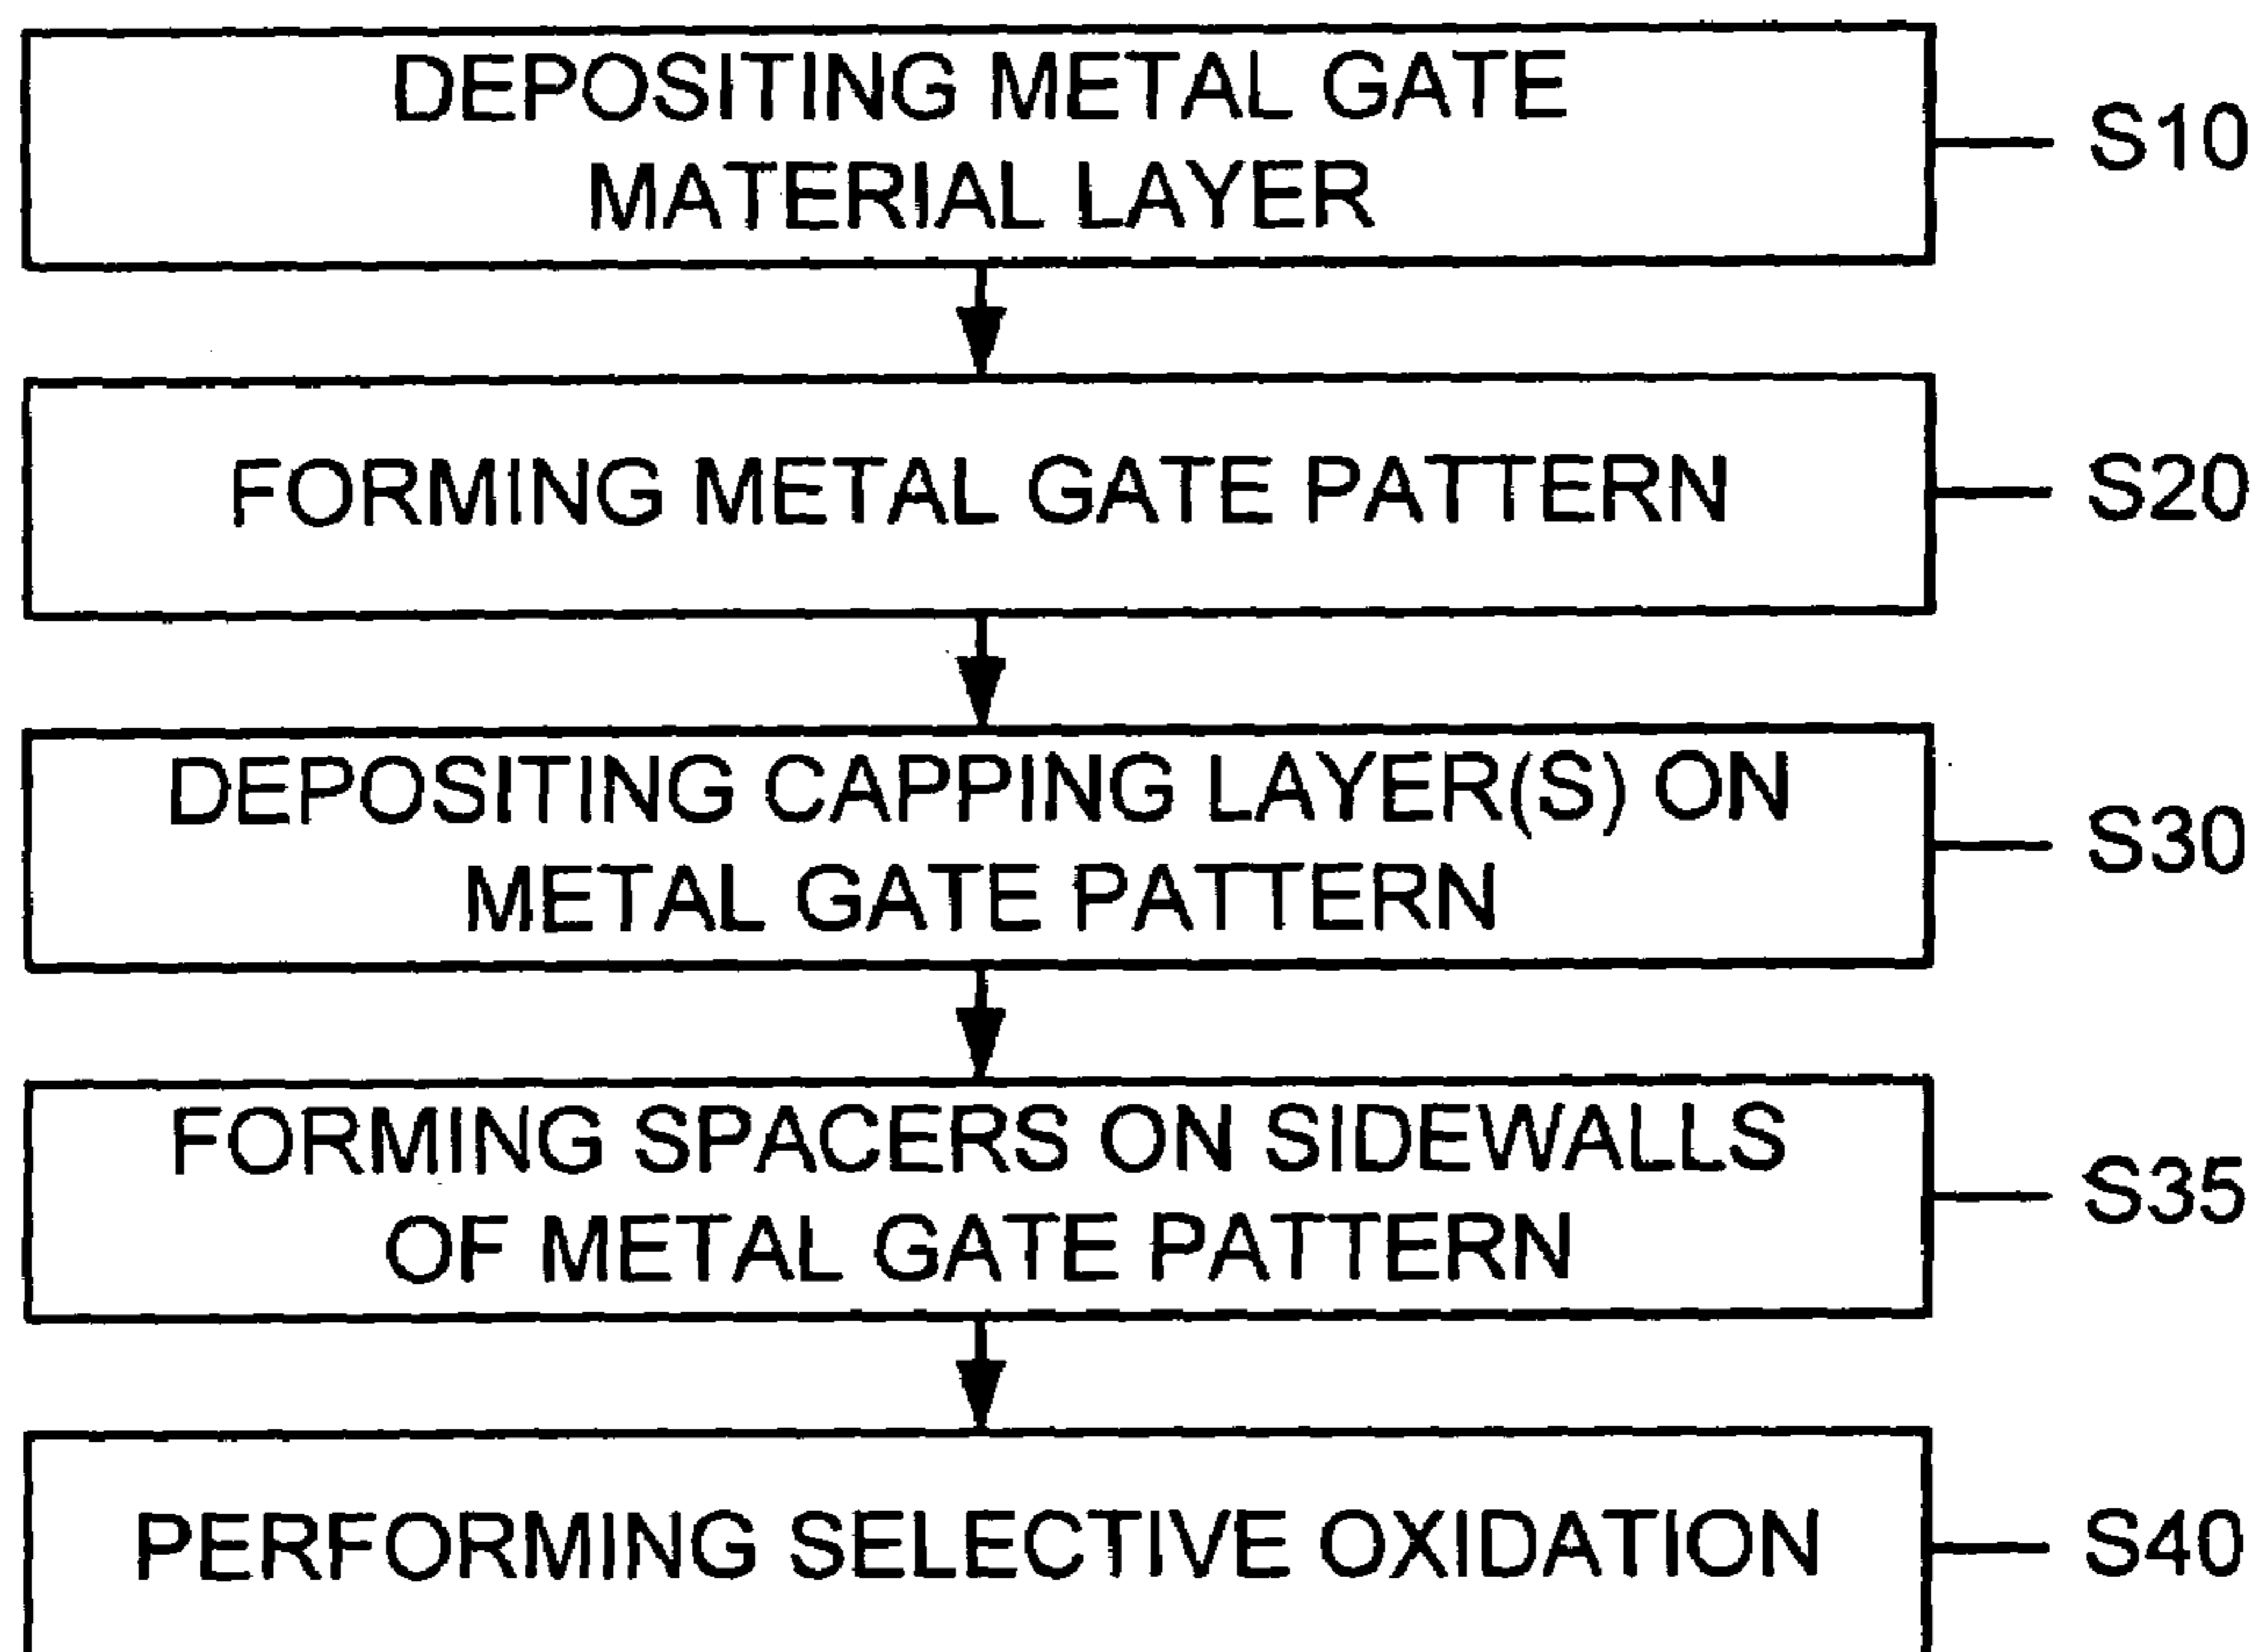 DEPOSITING METAL GATE
MATERIAL LAYER
S10
FORMING METAL GATE PATTERN
S20
DEPOSITING CAPPING LAYER(S) ON
METAL GATE PATTERN
S30
FORMING SPACERS ON SIDEWALLS
OF METAL GATE PATTERN
S35
PERFORMING SELECTIVE OXIDATION
S40